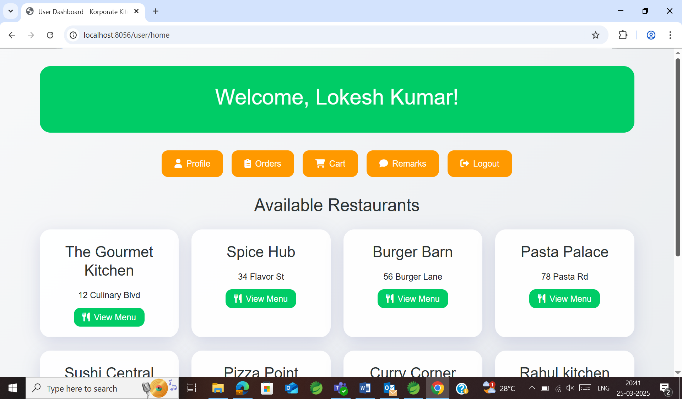 User Dashboard - Korporate Ki
localhost:8056/user/home
Welcome, Lokesh Kumar!
Profile Orders Cart Remarks Logout
Available Restaurants
The Gourmet Kitchen
12 Culinary Blvd
View Menu
Spice Hub
34 Flavor St
View Menu
Burger Barn
56 Burger Lane
View Menu
Pasta Palace
78 Pasta Rd
View Menu
Sushi Central
Pizza Point
Curry Corner
Rahul kitchen
Type here to search
28°C
ENG
20:41
25-03-2025
2